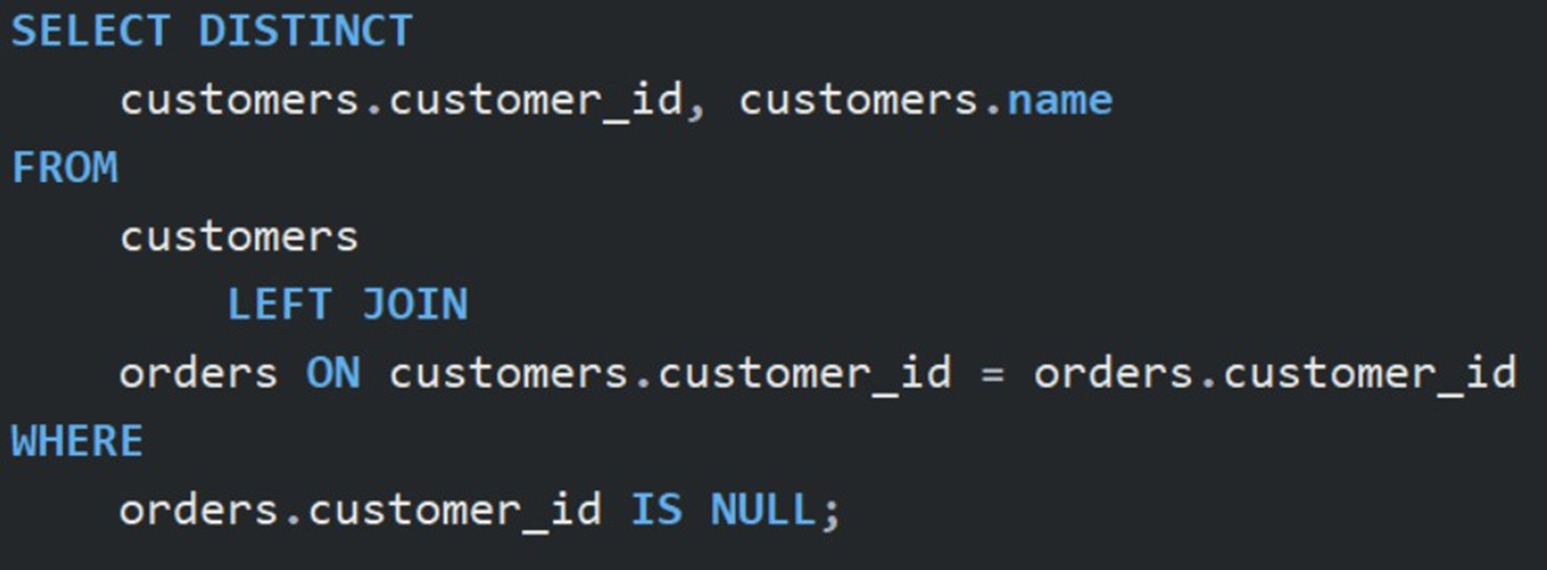 SELECT DISTINCT
    customers.customer_id, customers.name
FROM
    customers
        LEFT JOIN
    orders ON customers.customer_id = orders.customer_id
WHERE
    orders.customer_id IS NULL;